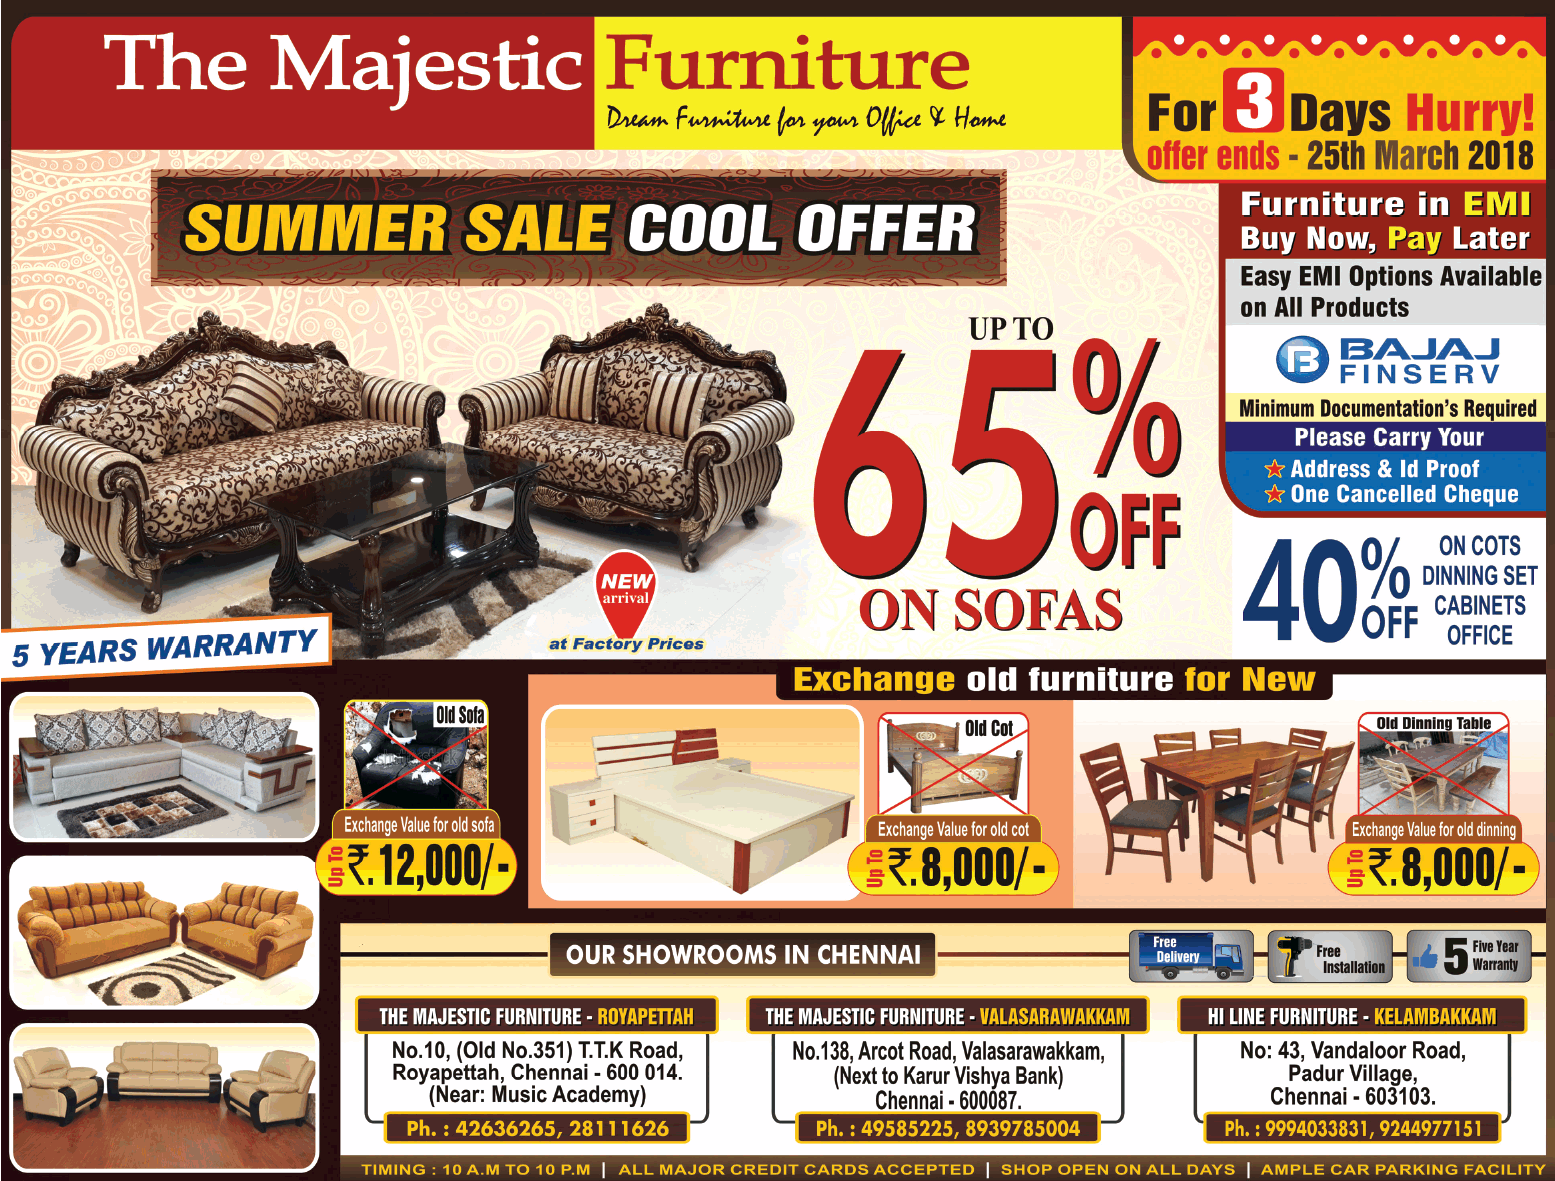 The Majestic Furniture
Dream Furniture for your Office & Home
For 3 Days Hurry!
offer ends - 25th March 2018
SUMMER SALE COOL OFFER
Furniture in EMI
Buy Now, Pay Later
Easy EMI Options Available
on All Products
BAJAJ
FINSERV
Minimum Documentation's Required
Please Carry Your
Address & Id Proof
One Cancelled Cheque
UP TO
65%
OFF
ON SOFAS
40%
OFF
ON COTS
DINNING SET
CABINETS
OFFICE
NEW
arrival
at Factory Prices
5 YEARS WARRANTY
Exchange old furniture for New
Old Sofa
Exchange Value for old sofa
Up To ₹. 12,000/-
Old Cot
Exchange Value for old cot
Up To ₹. 8,000/-
Old Dinning Table
Exchange Value for old dinning
Up To ₹. 8,000/-
OUR SHOWROOMS IN CHENNAI
Free
Delivery
Free
Installation
5 Five Year
Warranty
THE MAJESTIC FURNITURE - ROYAPETTAH
No.10, (Old No.351) T.T.K Road,
Royapettah, Chennai - 600 014.
(Near: Music Academy)
Ph. : 42636265, 28111626
THE MAJESTIC FURNITURE - VALASARAWAKKAM
No.138, Arcot Road, Valasarawakkam,
(Next to Karur Vishya Bank)
Chennai - 600087.
Ph. : 49585225, 8939785004
HI LINE FURNITURE - KELAMBAKKAM
No: 43, Vandaloor Road,
Padur Village,
Chennai - 603103.
Ph. : 9994033831, 9244977151
TIMING : 10 A.M TO 10 P.M | ALL MAJOR CREDIT CARDS ACCEPTED | SHOP OPEN ON ALL DAYS | AMPLE CAR PARKING FACILITY